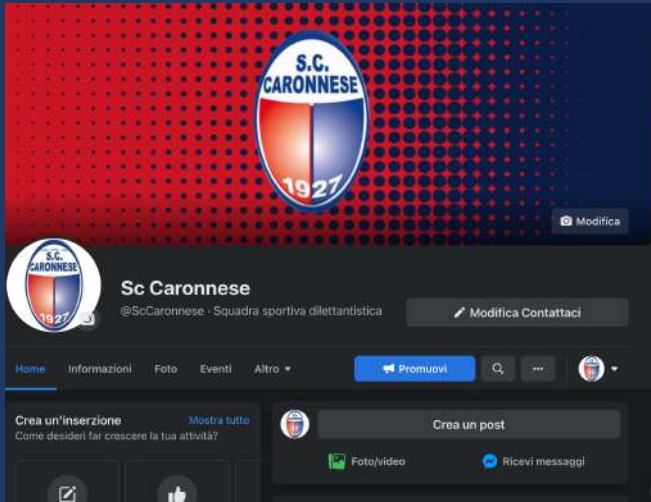 S.C.
CARONNESE
1927
Modifica
S.C.
CARONNESE
1927
Sc Caronnese
@ScCaronnese · Squadra sportiva dilettantistica
Modifica Contattaci
Home Informazioni Foto Eventi Altro
Promuovi
Crea un'inserzione Mostra tutto
Come desideri far crescere la tua attività?
Crea un post
Foto/video Ricevi messaggi